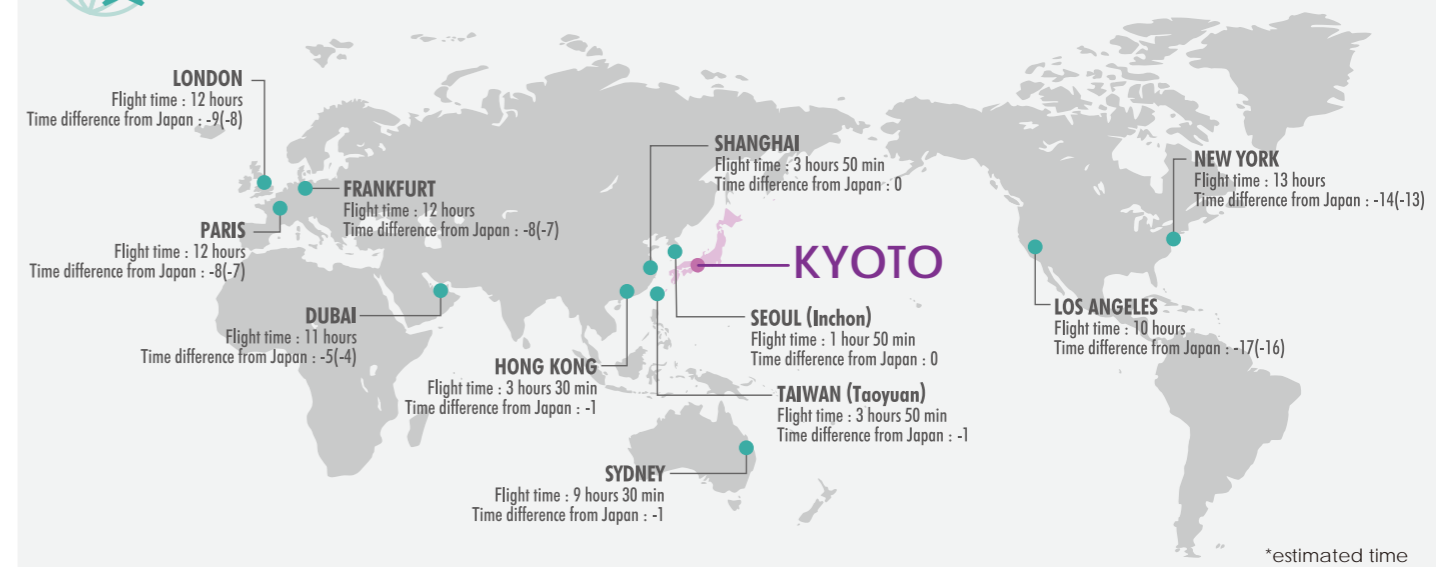 LONDON
Flight time : 12 hours
Time difference from Japan : -9(-8)
FRANKFURT
Flight time : 12 hours
Time difference from Japan : -8(-7)
PARIS
Flight time : 12 hours
Time difference from Japan : -8(-7)
DUBAI
Flight time : 11 hours
Time difference from Japan : -5(-4)
HONG KONG
Flight time : 3 hours 30 min
Time difference from Japan : -1
SHANGHAI
Flight time : 3 hours 50 min
Time difference from Japan : 0
KYOTO
SEOUL (Inchon)
Flight time : 1 hour 50 min
Time difference from Japan : 0
TAIWAN (Taoyuan)
Flight time : 3 hours 50 min
Time difference from Japan : -1
SYDNEY
Flight time : 9 hours 30 min
Time difference from Japan : -1
NEW YORK
Flight time : 13 hours
Time difference from Japan : -14(-13)
LOS ANGELES
Flight time : 10 hours
Time difference from Japan : -17(-16)
*estimated time